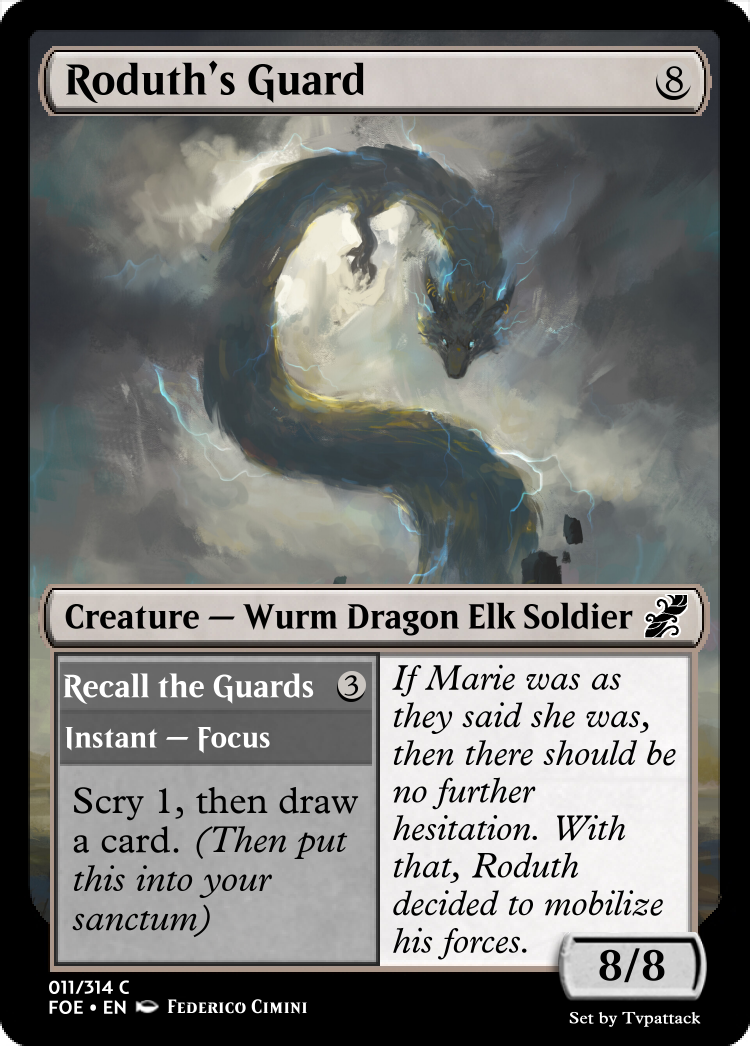 Roduth's Guard 8
Creature — Wurm Dragon Elk Soldier
Recall the Guards 3
Instant — Focus
Scry 1, then draw
a card. (Then put
this into your
sanctum)
If Marie was as
they said she was,
then there should be
no further
hesitation. With
that, Roduth
decided to mobilize
his forces.
8/8
011/314 C
FOE • EN Federico Cimini
Set by Tvpattack